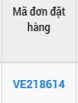 Mã đơn đặt
hàng
VE218614